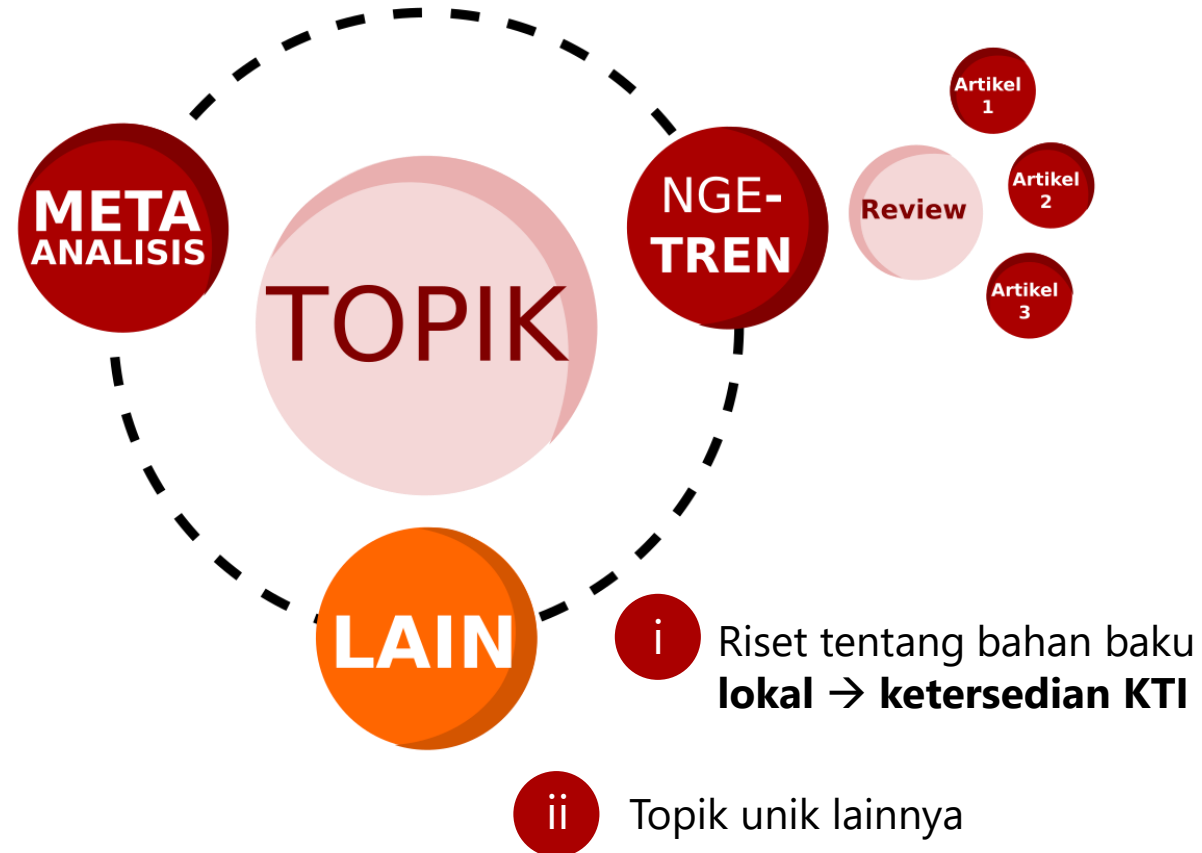 META
ANALISIS
TOPIK
NGE-
TREN
Review
Artikel
1
Artikel
2
Artikel
3
LAIN
i
Riset tentang bahan baku
lokal → ketersedian KTI
ii
Topik unik lainnya